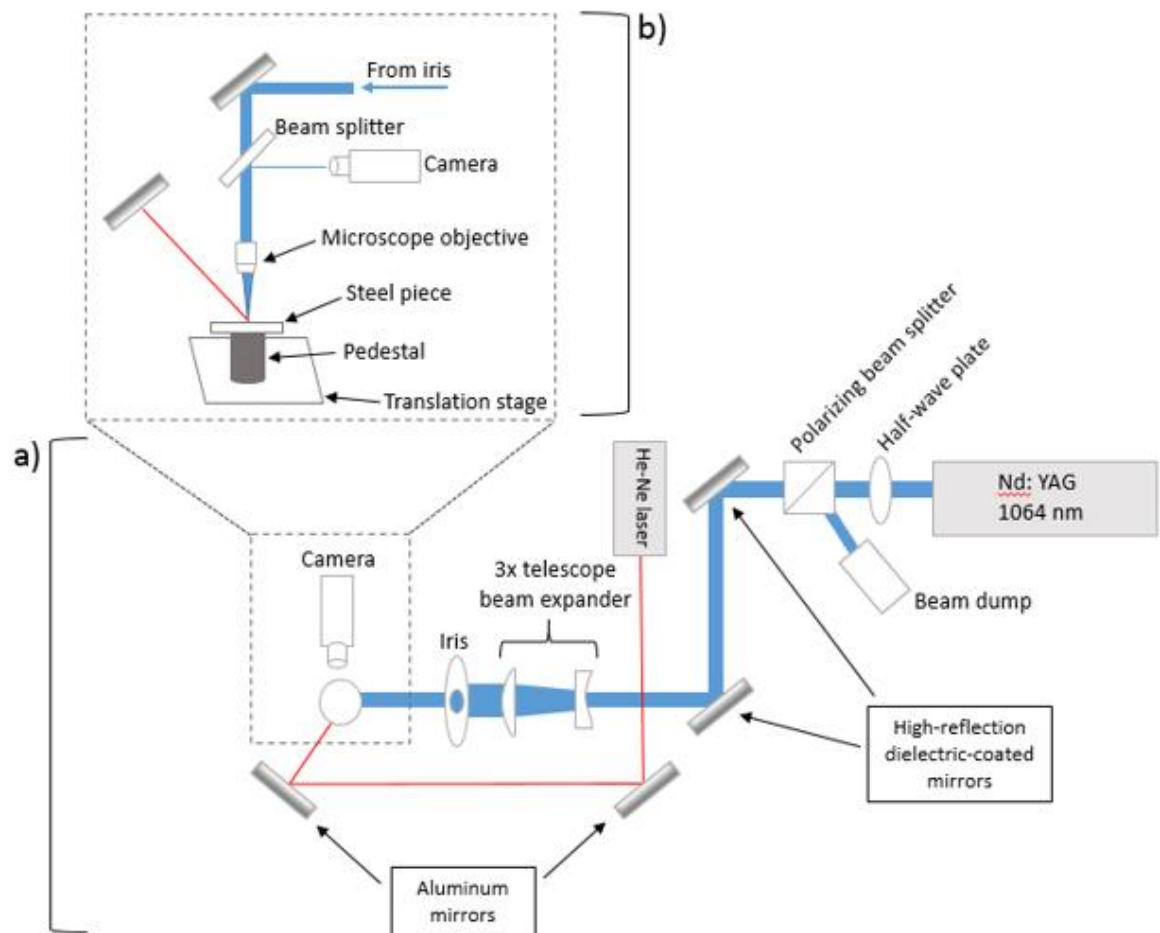 b)
From iris
Beam splitter
Camera
Microscope objective
Steel piece
Pedestal
Translation stage
a)
He-Ne laser
Polarizing beam splitter
Half-wave plate
Nd: YAG
1064 nm
Beam dump
Camera
3x telescope
beam expander
Iris
High-reflection
dielectric-coated
mirrors
Aluminum
mirrors